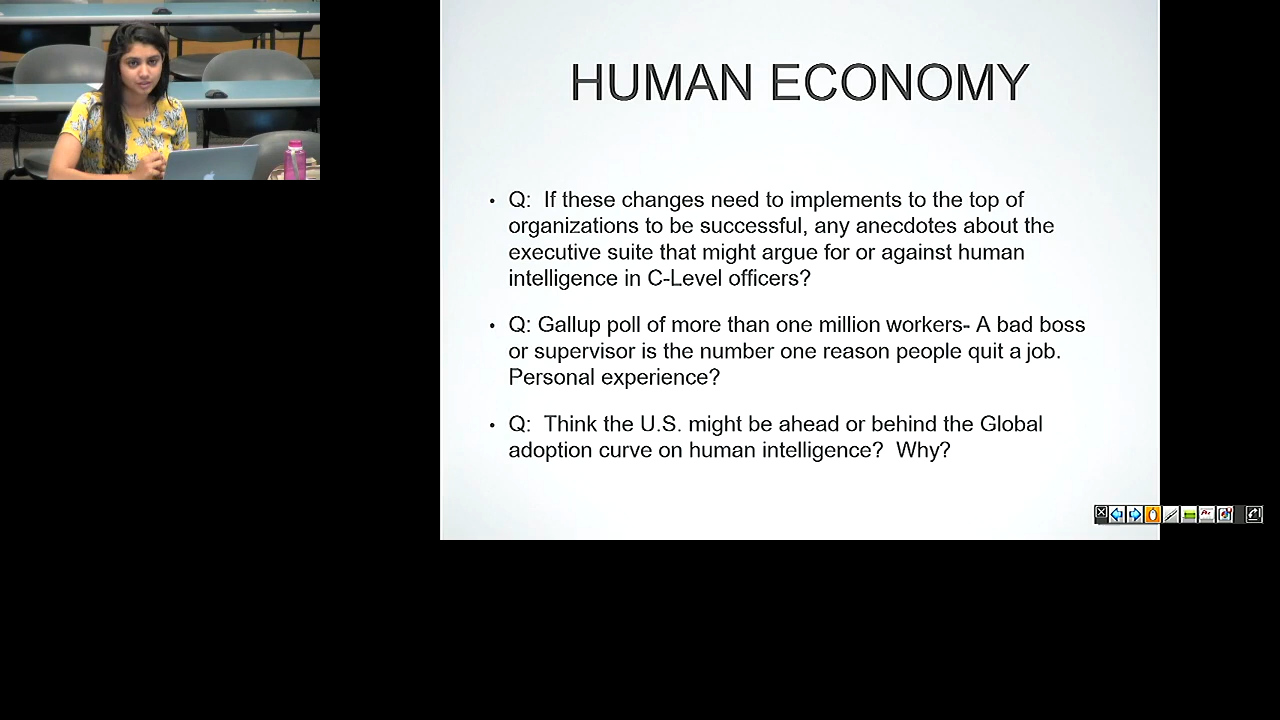 HUMAN ECONOMY
• Q:  If these changes need to implements to the top of
organizations to be successful, any anecdotes about the
executive suite that might argue for or against human
intelligence in C-Level officers?
• Q: Gallup poll of more than one million workers- A bad boss
or supervisor is the number one reason people quit a job.
Personal experience?
• Q:  Think the U.S. might be ahead or behind the Global
adoption curve on human intelligence?  Why?